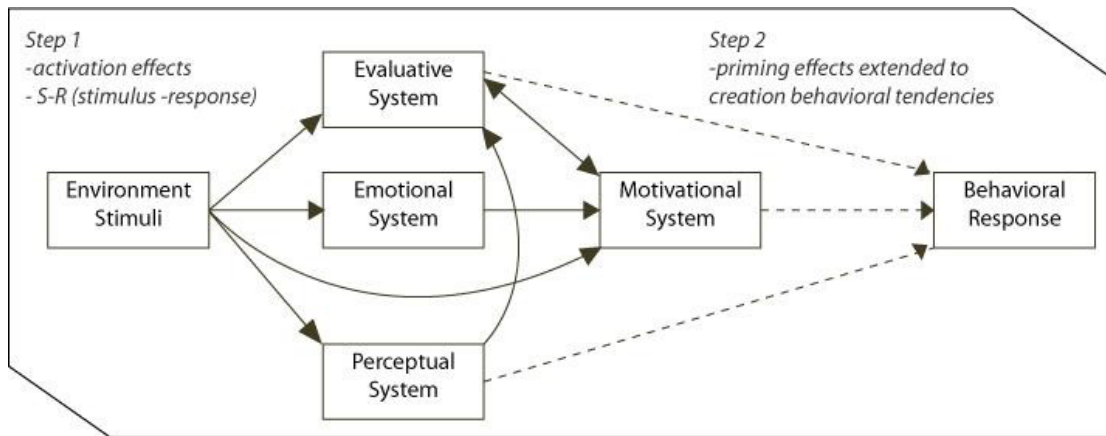 Step 1
-activation effects
- S-R (stimulus -response)
Evaluative
System
Step 2
-priming effects extended to
creation behavioral tendencies
Environment
Stimuli
Emotional
System
Motivational
System
Behavioral
Response
Perceptual
System